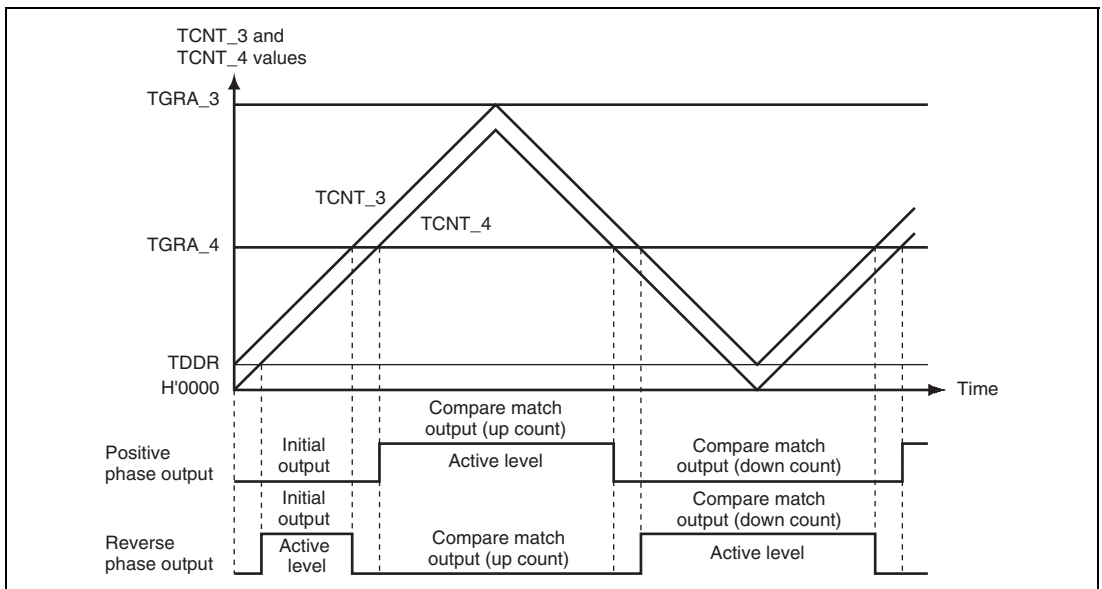 TCNT_3 and
TCNT_4 values
TGRA_3
TCNT_3
TCNT_4
TGRA_4
TDDR
H'0000
Time
Positive
phase output
Initial
output
Compare match
output (up count)
Active level
Compare match
output (down count)
Reverse
phase output
Initial
output
Active
level
Compare match
output (up count)
Compare match
output (down count)
Active level